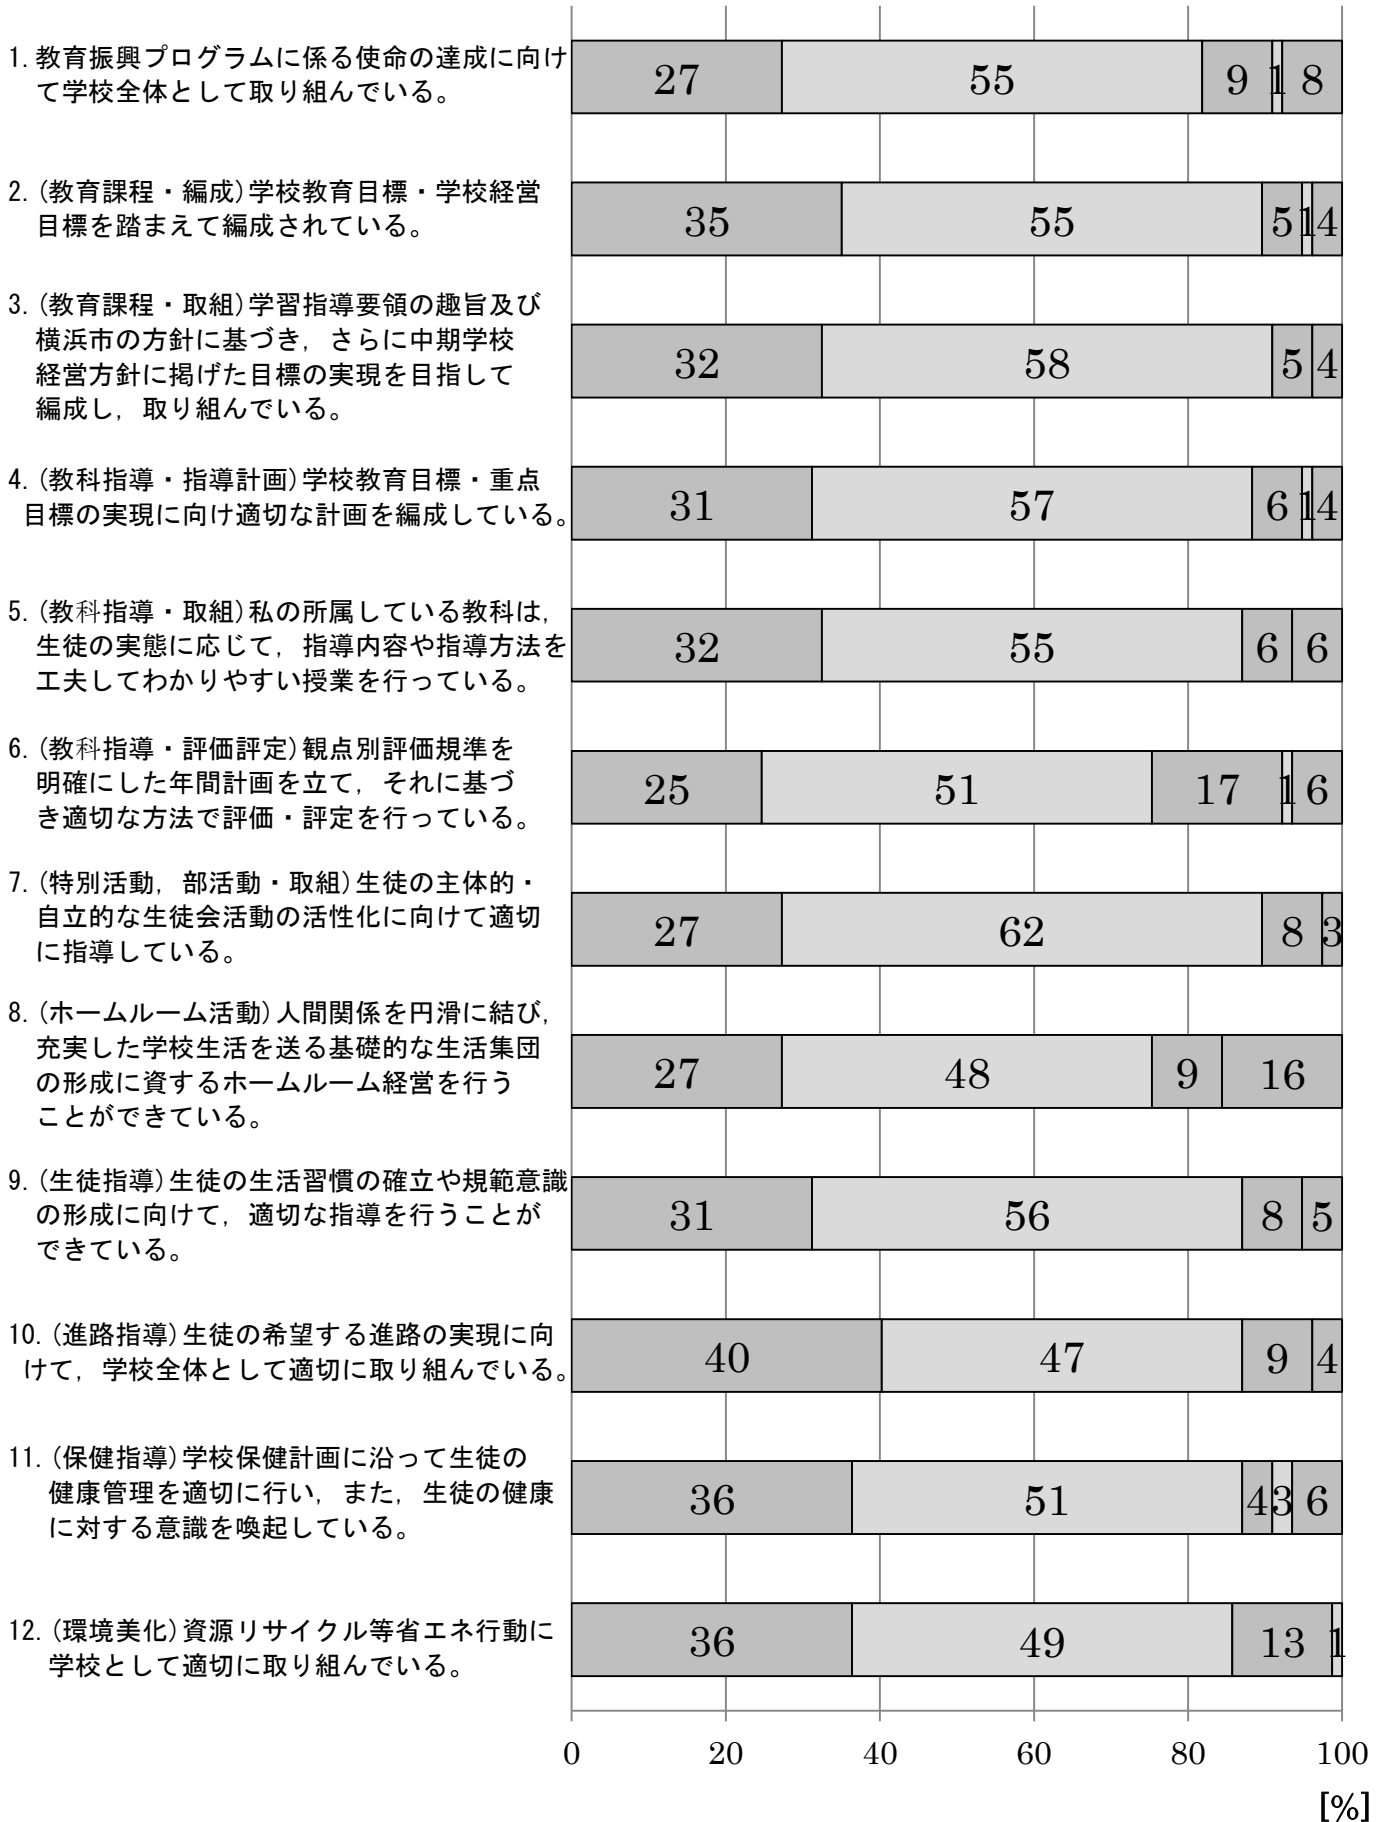 1. 教育振興プログラムに係る使命の達成に向け
て学校全体として取り組んでいる。
27 55 9 1 8
2. (教育課程・編成)学校教育目標・学校経営
目標を踏まえて編成されている。
35 55 5 1 4
3. (教育課程・取組)学習指導要領の趣旨及び
横浜市の方針に基づき，さらに中期学校
経営方針に掲げた目標の実現を目指して
編成し，取り組んでいる。
32 58 5 4
4. (教科指導・指導計画)学校教育目標・重点
目標の実現に向け適切な計画を編成している。
31 57 6 1 4
5. (教科指導・取組)私の所属している教科は，
生徒の実態に応じて，指導内容や指導方法を
工夫してわかりやすい授業を行っている。
32 55 6 6
6. (教科指導・評価評定)観点別評価規準を
明確にした年間計画を立て，それに基づ
き適切な方法で評価・評定を行っている。
25 51 17 1 6
7. (特別活動，部活動・取組)生徒の主体的・
自立的な生徒会活動の活性化に向けて適切
に指導している。
27 62 8 3
8. (ホームルーム活動)人間関係を円滑に結び，
充実した学校生活を送る基礎的な生活集団
の形成に資するホームルーム経営を行う
ことができている。
27 48 9 16
9. (生徒指導)生徒の生活習慣の確立や規範意識
の形成に向けて，適切な指導を行うことが
できている。
31 56 8 5
10. (進路指導)生徒の希望する進路の実現に向
けて，学校全体として適切に取り組んでいる。
40 47 9 4
11. (保健指導)学校保健計画に沿って生徒の
健康管理を適切に行い，また，生徒の健康
に対する意識を喚起している。
36 51 4 3 6
12. (環境美化)資源リサイクル等省エネ行動に
学校として適切に取り組んでいる。
36 49 13 1
0 20 40 60 80 100
[%]